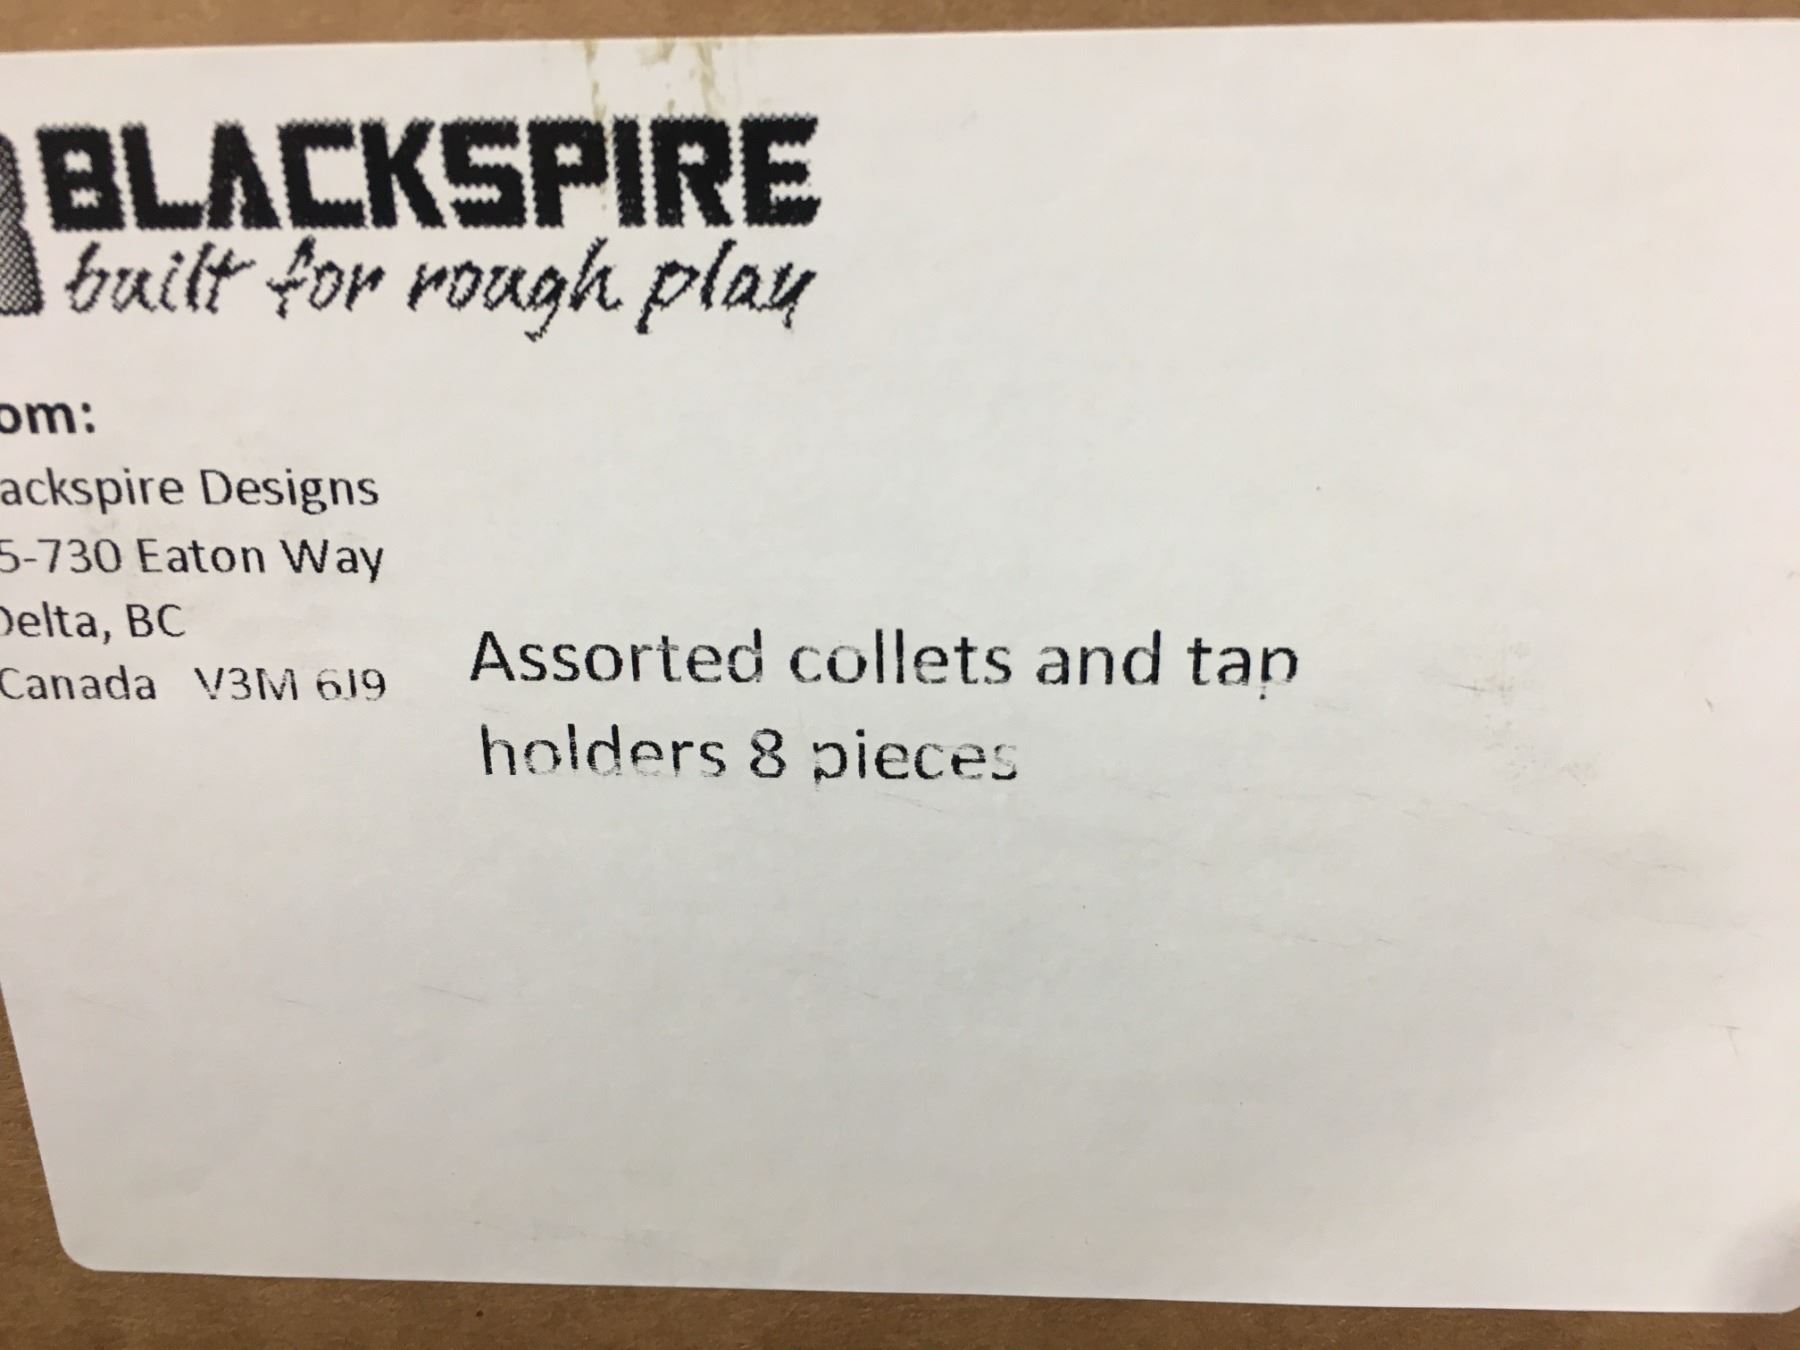 BLACKSPIRE
built for rough play
om:
ackspire Designs
5-730 Eaton Way
Delta, BC
Canada V3M 6J9
Assorted collets and tap
holders 8 pieces